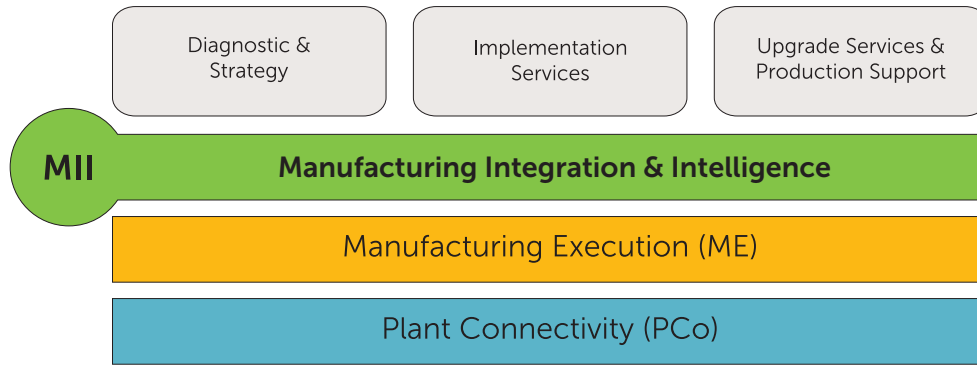 Diagnostic &
Strategy
Implementation
Services
Upgrade Services &
Production Support
MII
Manufacturing Integration & Intelligence
Manufacturing Execution (ME)
Plant Connectivity (PCo)